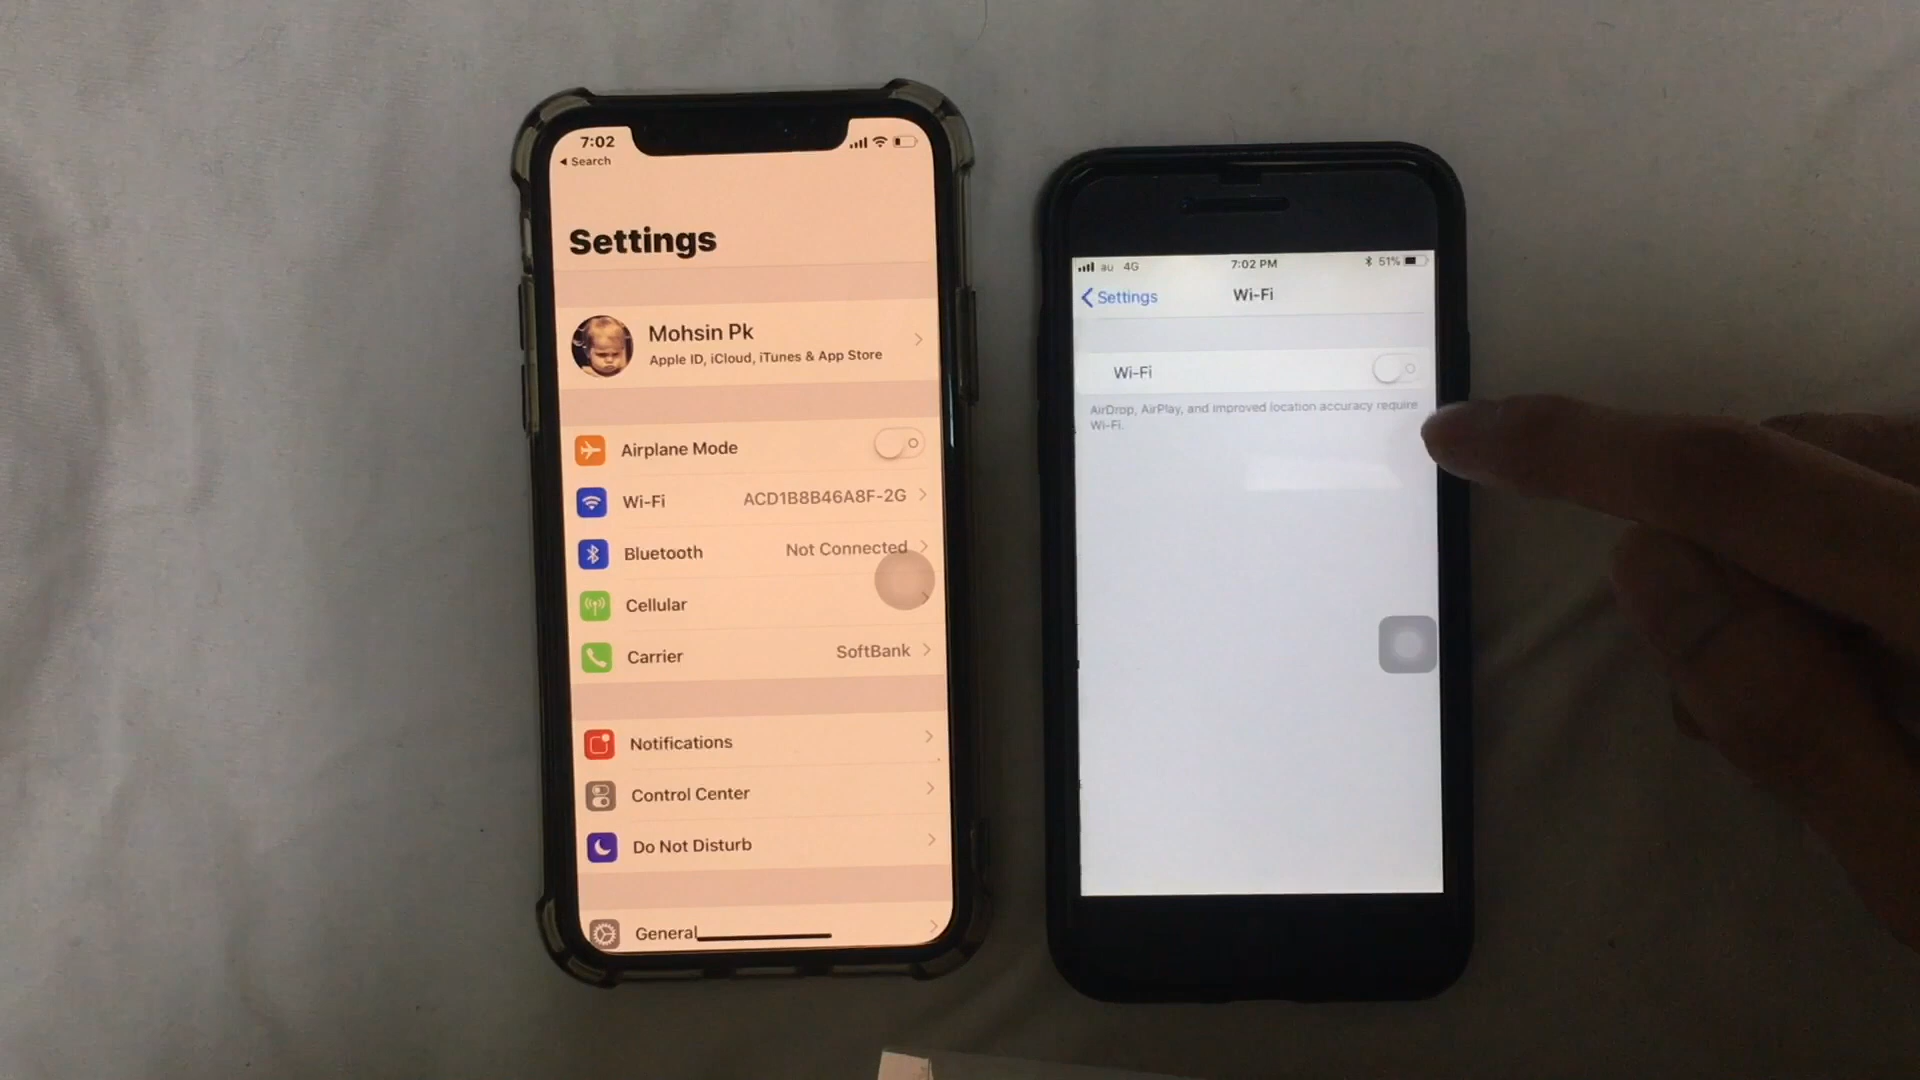 7:02
Search
Settings
Mohsin Pk
Apple ID, iCloud, iTunes & App Store
Airplane Mode
Wi-Fi ACD1B8B46A8F-2G
Bluetooth Not Connected
Cellular
Carrier SoftBank
Notifications
Control Center
Do Not Disturb
General
au 4G 7:02 PM 51%
Settings Wi-Fi
Wi-Fi
AirDrop, AirPlay, and improved location accuracy require
Wi-Fi.